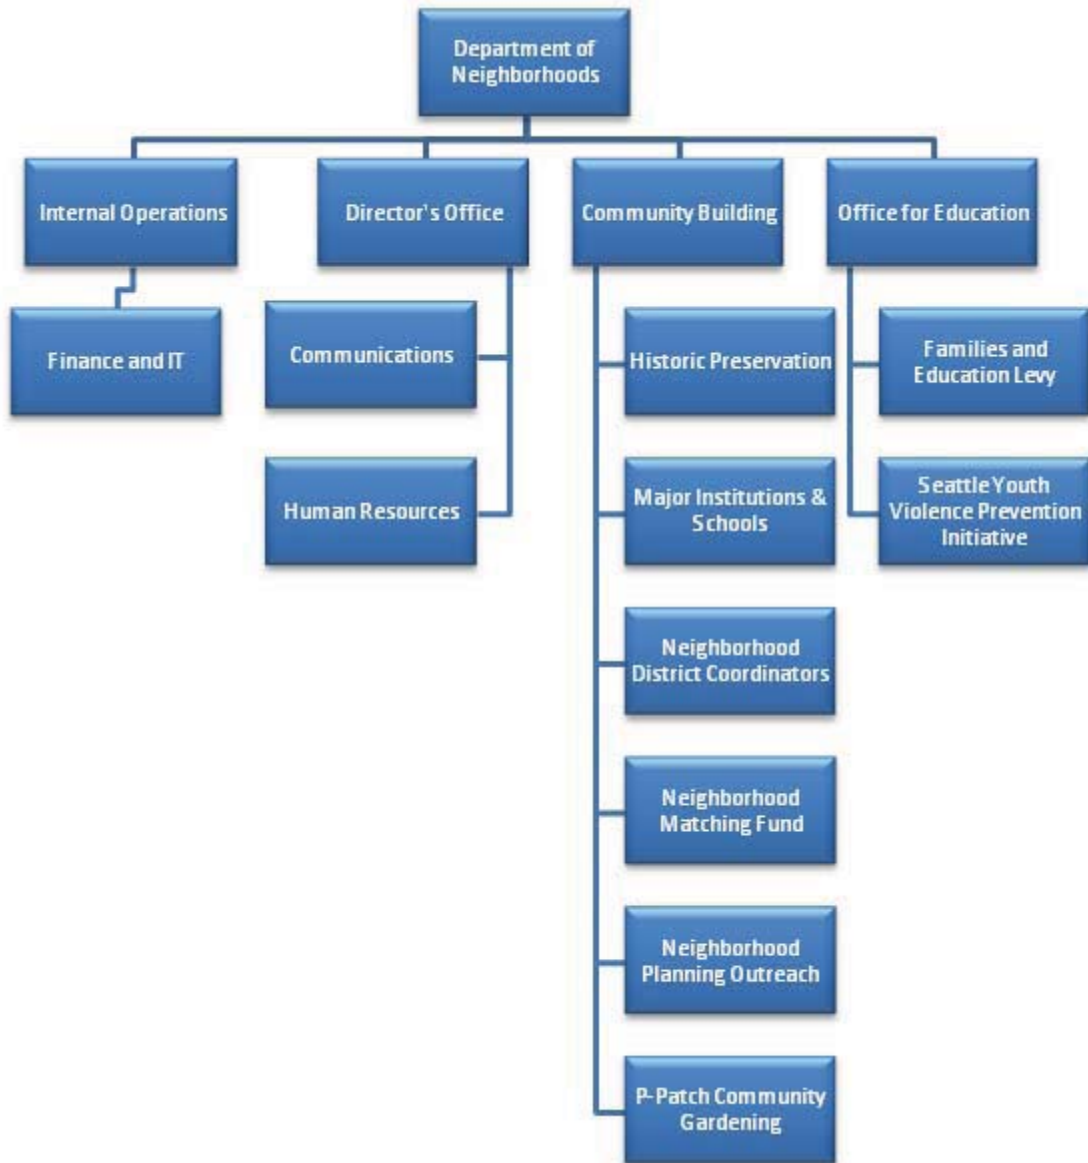 Department of
Neighborhoods
Internal Operations
Director's Office
Community Building
Office for Education
Finance and IT
Communications
Human Resources
Historic Preservation
Major Institutions &
Schools
Neighborhood
District Coordinators
Neighborhood
Matching Fund
Neighborhood
Planning Outreach
P-Patch Community
Gardening
Families and
Education Levy
Seattle Youth
Violence Prevention
Initiative